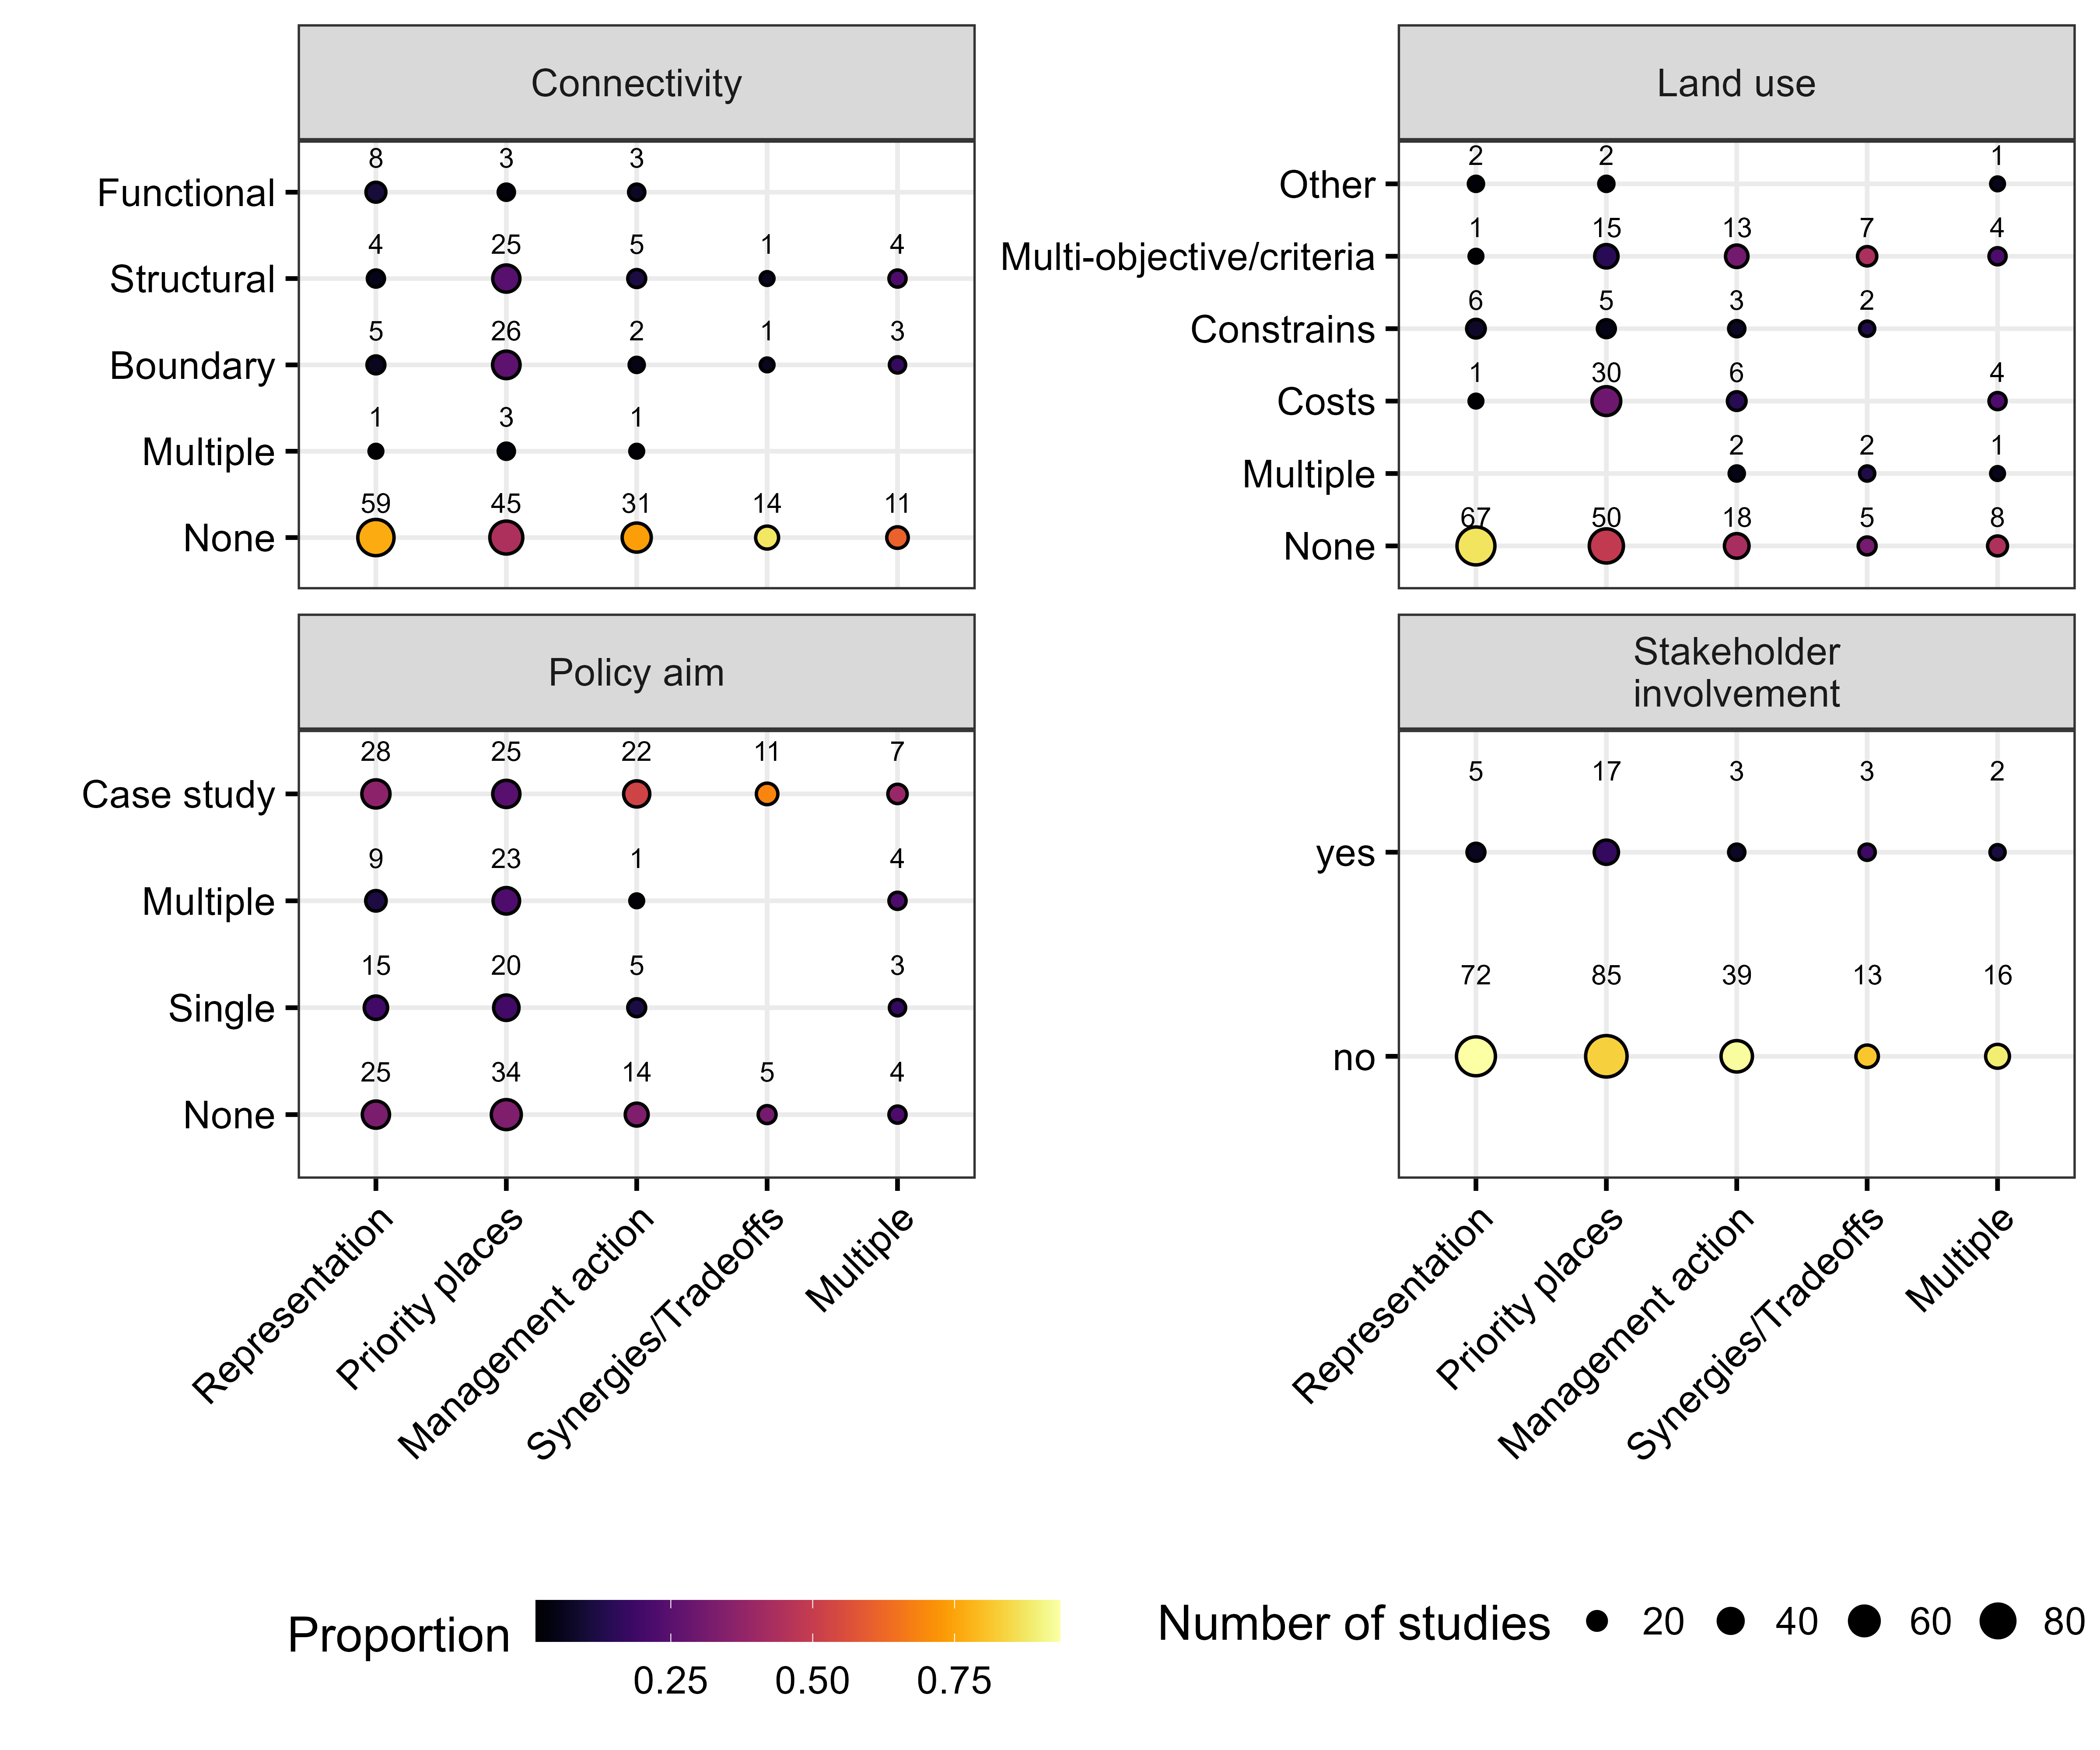 Connectivity
8 3 3
Functional
4 25 5 1 4
Structural
5 26 2 1 3
Boundary
1 3 1
Multiple
59 45 31 14 11
None
Land use
2 2 1
Other
1 15 13 7 4
Multi-objective/criteria
6 5 3 2
Constrains
1 30 6 4
Costs
2 2 1
Multiple
67 50 18 5 8
None
Policy aim
28 25 22 11 7
Case study
9 23 1 4
Multiple
15 20 5 3
Single
25 34 14 5 4
None
Representation
Priority places
Management action
Synergies/Tradeoffs
Multiple
Stakeholder
involvement
5 17 3 3 2
yes
72 85 39 13 16
no
Representation
Priority places
Management action
Synergies/Tradeoffs
Multiple
Proportion
0.25 0.50 0.75
Number of studies 20 40 60 80